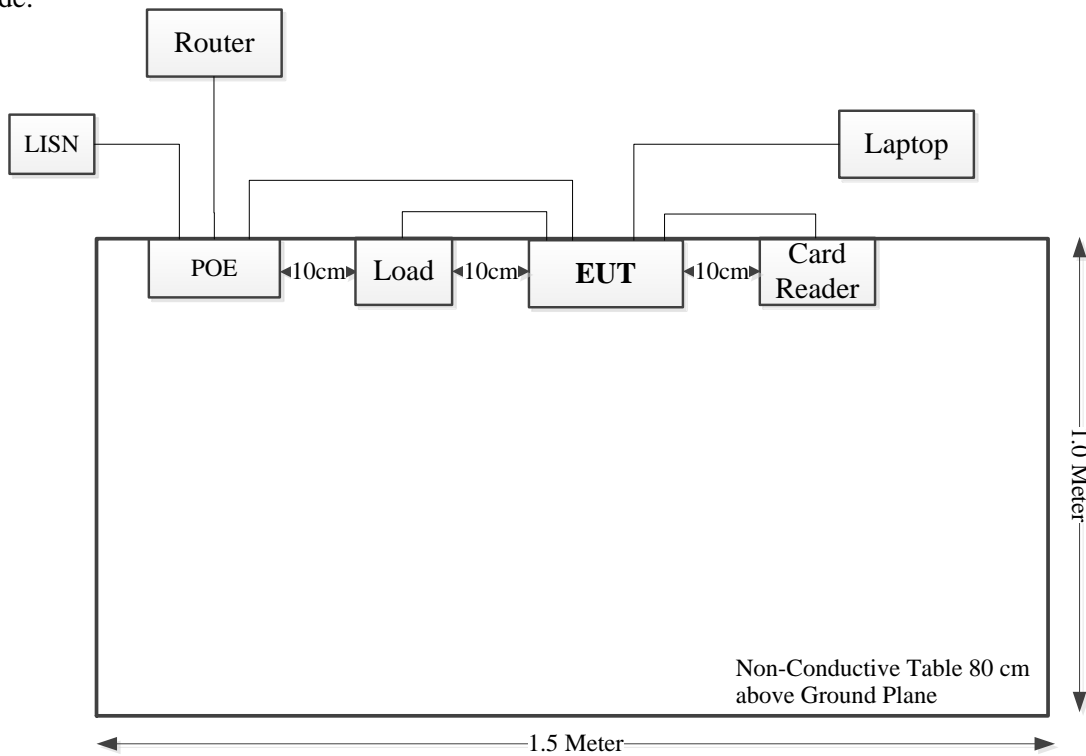 Router
LISN
Laptop
POE
10cm
Load
10cm
EUT
10cm
Card
Reader
1.0 Meter
Non-Conductive Table 80 cm
above Ground Plane
1.5 Meter